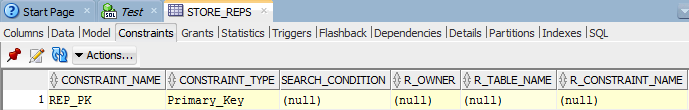 Start Page Test STORE_REPS
Columns Data Model Constraints Grants Statistics Triggers Flashback Dependencies Details Partitions Indexes SQL
Actions...
CONSTRAINT_NAME CONSTRAINT_TYPE SEARCH_CONDITION R_OWNER R_TABLE_NAME R_CONSTRAINT_NAME
1 REP_PK Primary_Key (null) (null) (null) (null)